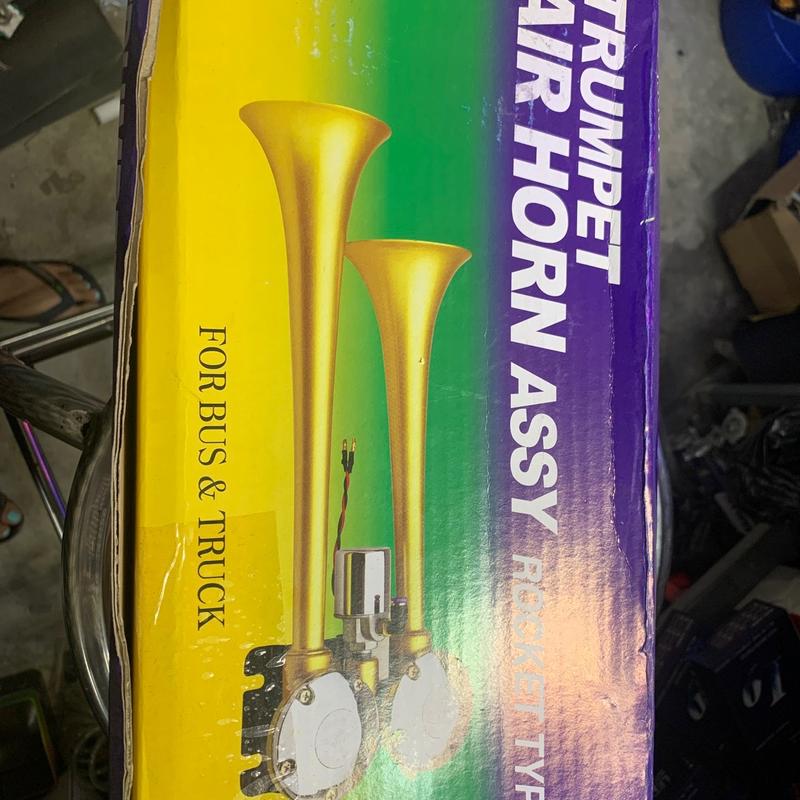 TRUMPET
AIR HORN ASSY ROCKET TYP
FOR BUS & TRUCK